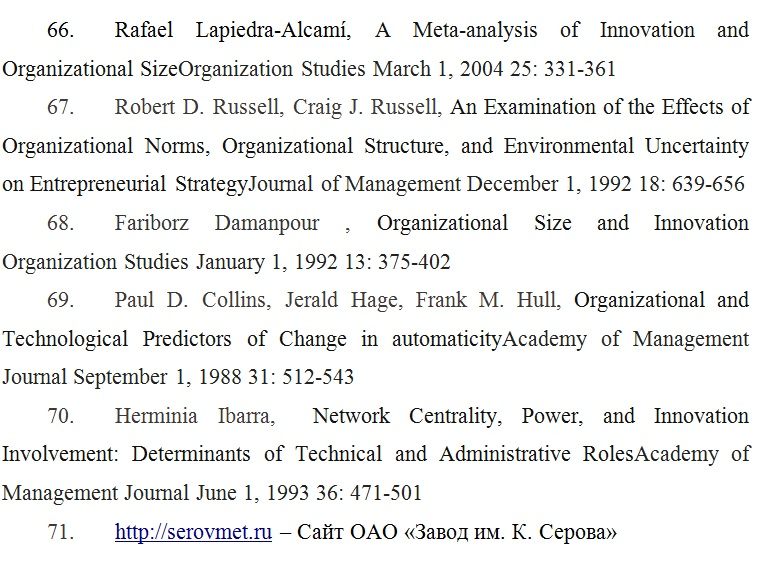 66. Rafael Lapiedra-Alcamí, A Meta-analysis of Innovation and
Organizational SizeOrganization Studies March 1, 2004 25: 331-361
67. Robert D. Russell, Craig J. Russell, An Examination of the Effects of
Organizational Norms, Organizational Structure, and Environmental Uncertainty
on Entrepreneurial StrategyJournal of Management December 1, 1992 18: 639-656
68. Fariborz Damanpour , Organizational Size and Innovation
Organization Studies January 1, 1992 13: 375-402
69. Paul D. Collins, Jerald Hage, Frank M. Hull, Organizational and
Technological Predictors of Change in automaticityAcademy of Management
Journal September 1, 1988 31: 512-543
70. Herminia Ibarra, Network Centrality, Power, and Innovation
Involvement: Determinants of Technical and Administrative RolesAcademy of
Management Journal June 1, 1993 36: 471-501
71. http://serovmet.ru – Сайт ОАО «Завод им. К. Серова»